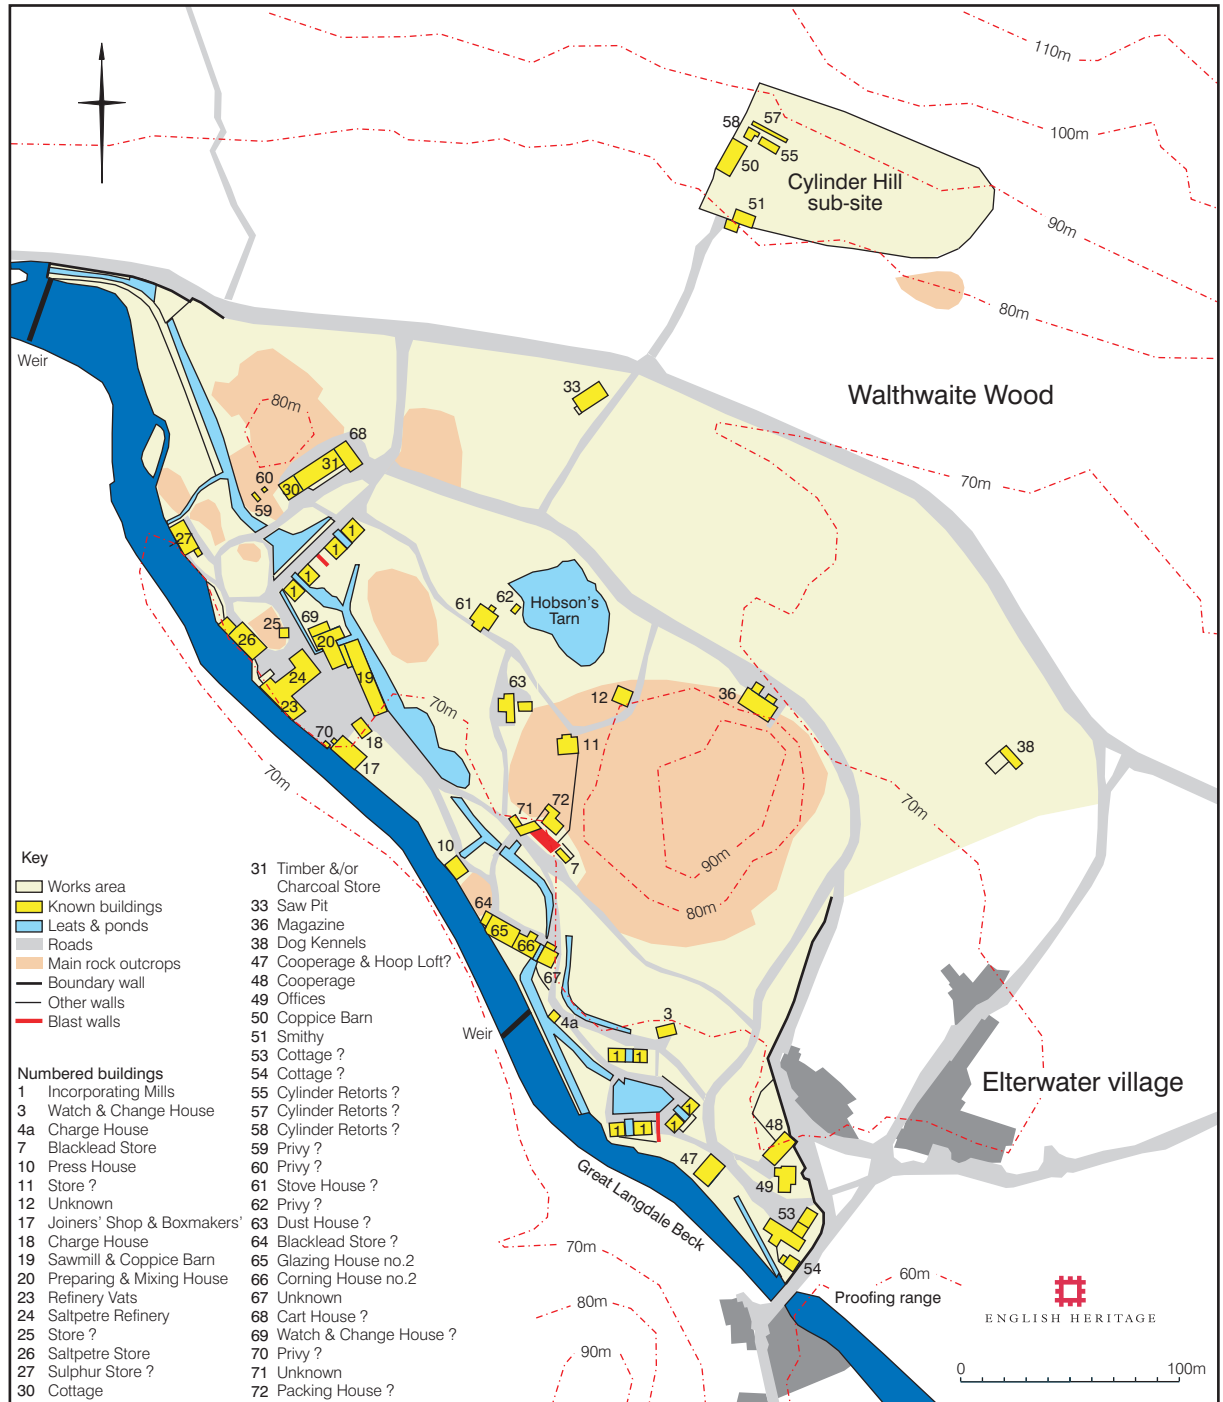 110m
100m
90m
80m
58
57
55
50
51
Cylinder Hill
sub-site
Weir
Walthwaite Wood
33
80m
68
31
30
60
59
70m
27
1
1
1
1
61
62
Hobson's
Tarn
69
25
26
20
24
19
23
63
12
36
70m
70
18
17
11
38
70m
70m
71
72
7
90m
80m
10
64
65
66
67
4a
3
Weir
1
1
1
1
1
1
Elterwater village
48
47
49
Great Langdale Beck
53
54
70m
60m
Proofing range
80m
90m
ENGLISH HERITAGE
0
100m
Key
Works area
Known buildings
Leats & ponds
Roads
Main rock outcrops
Boundary wall
Other walls
Blast walls
Numbered buildings
1 Incorporating Mills
3 Watch & Change House
4a Charge House
7 Blacklead Store
10 Press House
11 Store ?
12 Unknown
17 Joiners' Shop & Boxmakers'
18 Charge House
19 Sawmill & Coppice Barn
20 Preparing & Mixing House
23 Refinery Vats
24 Saltpetre Refinery
25 Store ?
26 Saltpetre Store
27 Sulphur Store ?
30 Cottage
31 Timber &/or
Charcoal Store
33 Saw Pit
36 Magazine
38 Dog Kennels
47 Cooperage & Hoop Loft?
48 Cooperage
49 Offices
50 Coppice Barn
51 Smithy
53 Cottage ?
54 Cottage ?
55 Cylinder Retorts ?
57 Cylinder Retorts ?
58 Cylinder Retorts ?
59 Privy ?
60 Privy ?
61 Stove House ?
62 Privy ?
63 Dust House ?
64 Blacklead Store ?
65 Glazing House no.2
66 Corning House no.2
67 Unknown
68 Cart House ?
69 Watch & Change House ?
70 Privy ?
71 Unknown
72 Packing House ?